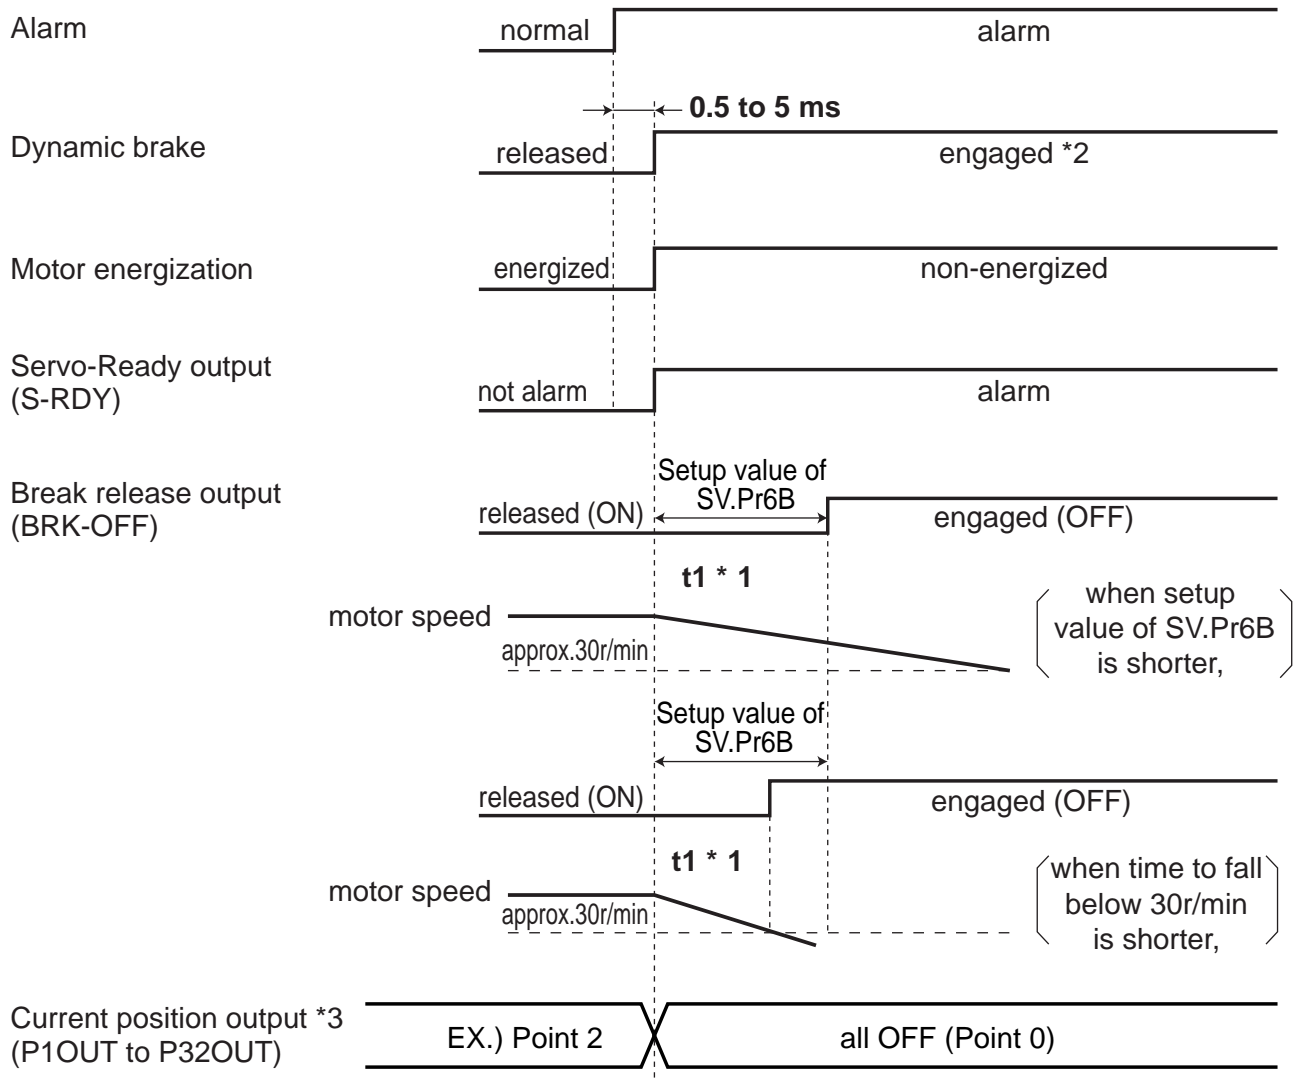 Alarm
normal
alarm
0.5 to 5 ms
Dynamic brake
released
engaged *2
Motor energization
energized
non-energized
Servo-Ready output
(S-RDY)
not alarm
alarm
Setup value of
SV.Pr6B
Break release output
(BRK-OFF)
released (ON)
engaged (OFF)
t1 * 1
motor speed
approx.30r/min
when setup
value of SV.Pr6B
is shorter,
Setup value of
SV.Pr6B
released (ON)
engaged (OFF)
t1 * 1
motor speed
approx.30r/min
when time to fall
below 30r/min
is shorter,
Current position output *3
(P1OUT to P32OUT)
EX.) Point 2
all OFF (Point 0)